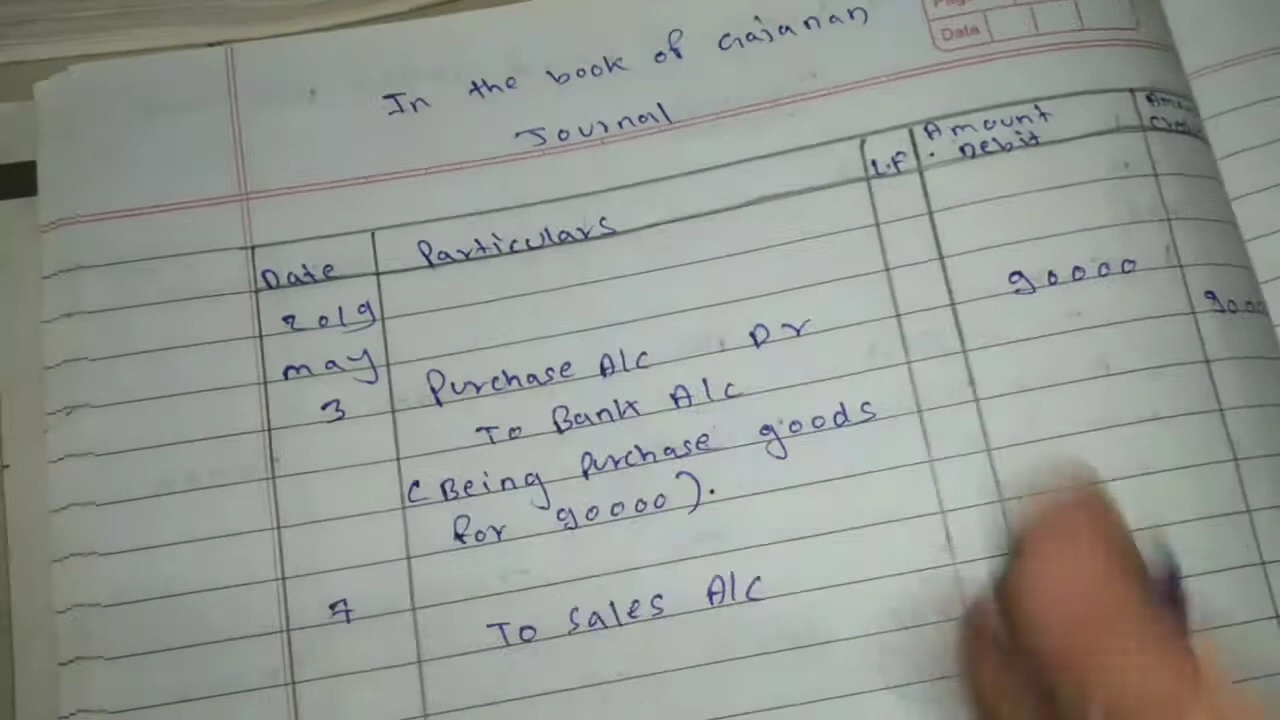 Data
In the book of Gajanan
Journal
Date Particulars L.F Amount Debit
2019
may
3 Purchase A/c Dr 90000
To Bank A/c
(Being purchase goods
for 90000).
7 To sales A/c